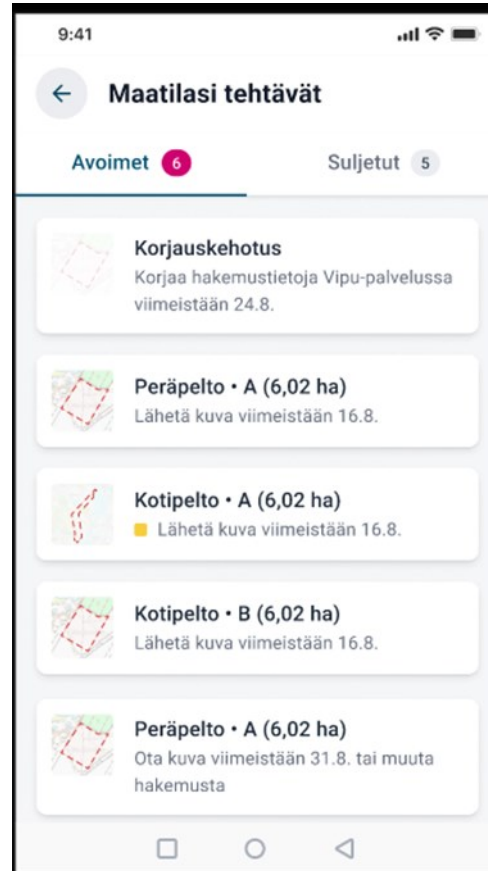 9:41
Maatilasi tehtävät
Avoimet 6 Suljetut 5
Korjauskehotus
Korjaa hakemustietoja Vipu-palvelussa
viimeistään 24.8.
Peräpelto • A (6,02 ha)
Lähetä kuva viimeistään 16.8.
Kotipelto • A (6,02 ha)
Lähetä kuva viimeistään 16.8.
Kotipelto • B (6,02 ha)
Lähetä kuva viimeistään 16.8.
Peräpelto • A (6,02 ha)
Ota kuva viimeistään 31.8. tai muuta
hakemusta